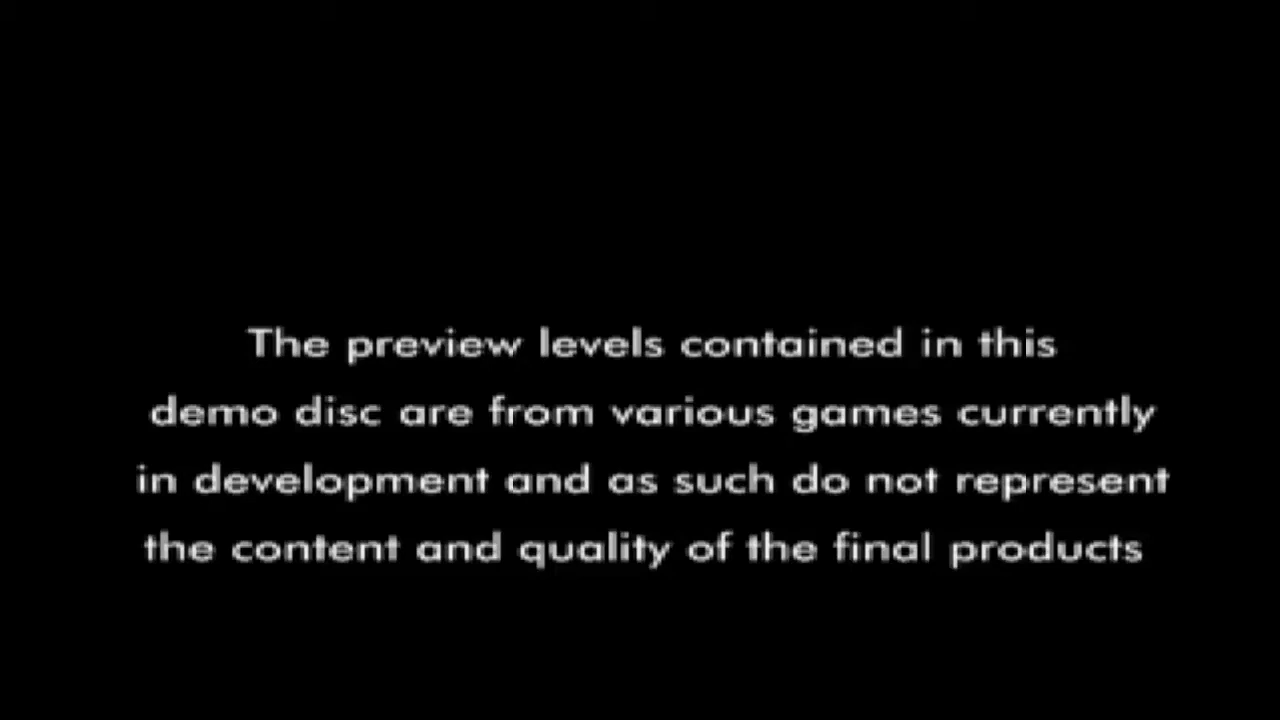 The preview levels contained in this
demo disc are from various games currently
in development and as such do not represent
the content and quality of the final products